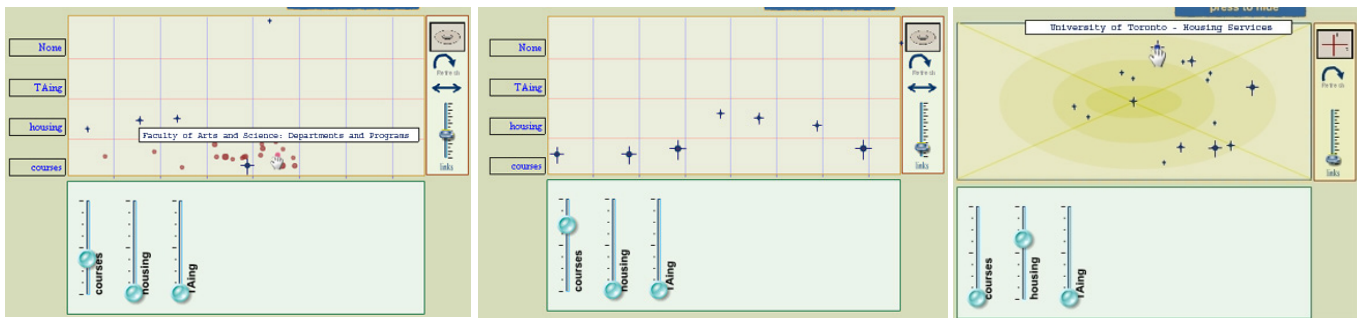 None
TAing
housing
courses
Faculty of Arts and Science: Departments and Programs
links
courses
housing
TAing
None
TAing
housing
courses
links
courses
housing
TAing
press to hide
University of Toronto - Housing Services
links
courses
housing
TAing